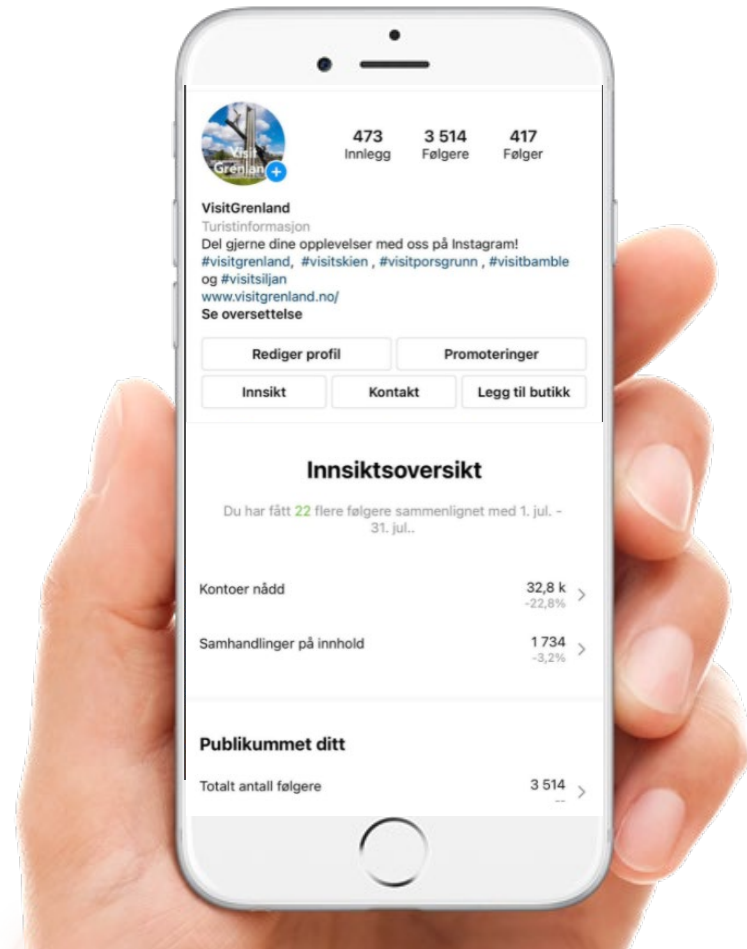 Visit
Grenlan
473 3 514 417
Innlegg Følgere Følger
VisitGrenland
Turistinformasjon
Del gjerne dine opplevelser med oss på Instagram!
#visitgrenland, #visitskien , #visitporsgrunn , #visitbamble
og #visitsiljan
www.visitgrenland.no/
Se oversettelse
Rediger profil Promoteringer
Innsikt Kontakt Legg til butikk
Innsiktsoversikt
Du har fått 22 flere følgere sammenlignet med 1. jul. -
31. jul..
Kontoer nådd 32,8 k
-22,8%
Samhandlinger på innhold 1 734
-3,2%
Publikummet ditt
Totalt antall følgere 3 514
--